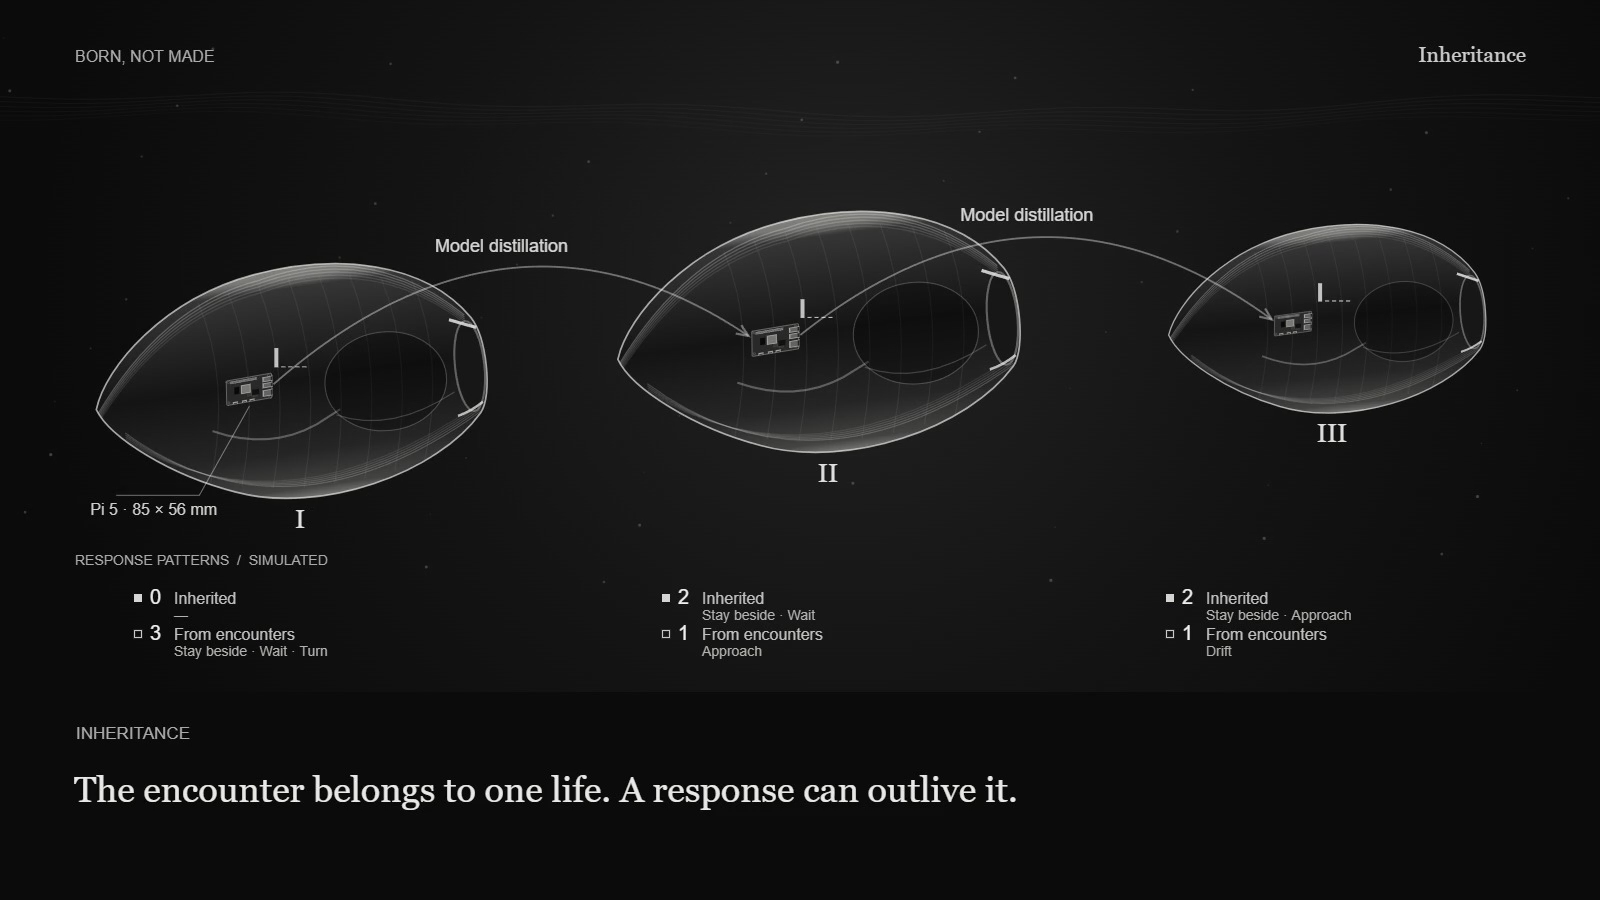 BORN, NOT MADE
Inheritance
Model distillation
Model distillation
Pi 5 · 85 × 56 mm
I
II
III
RESPONSE PATTERNS / SIMULATED
0 Inherited
—
3 From encounters
Stay beside · Wait · Turn
2 Inherited
Stay beside · Wait
1 From encounters
Approach
2 Inherited
Stay beside · Approach
1 From encounters
Drift
INHERITANCE
The encounter belongs to one life. A response can outlive it.